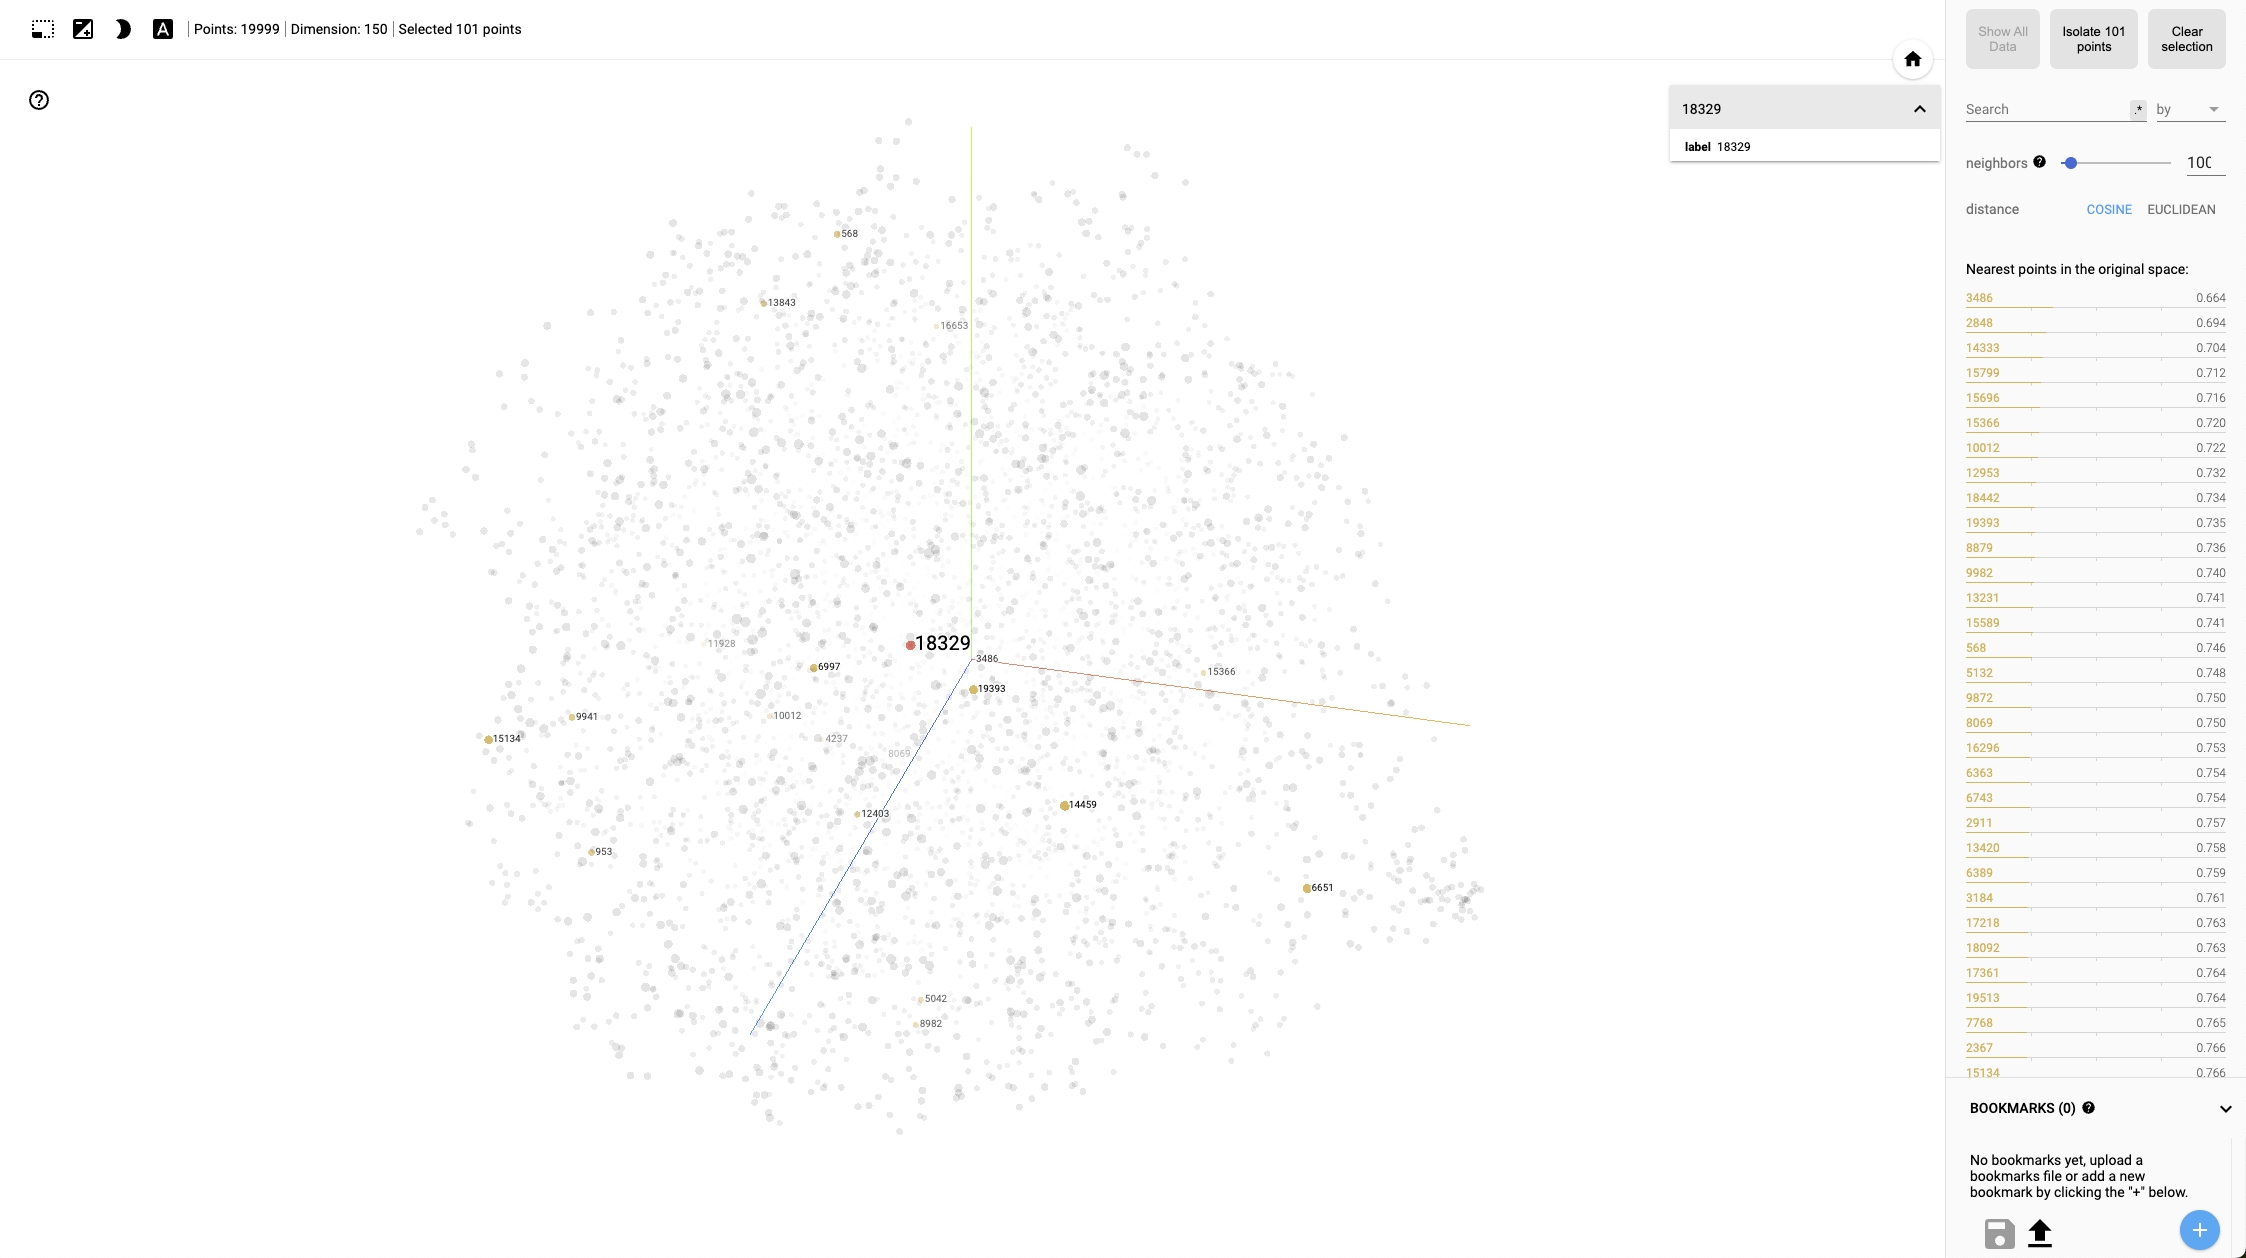 A
Points: 19999
Dimension: 150
Selected 101 points
18329
label 18329
568
13843
16653
18329
11928
3486
6997
15366
19393
9941
10012
15134
4237
8069
14459
12403
953
6651
5042
8982
Show All Data
Isolate 101 points
Clear selection
Search
.*
by
neighbors
100
distance
COSINE
EUCLIDEAN
Nearest points in the original space:
3486 0.664
2848 0.694
14333 0.704
15799 0.712
15696 0.716
15366 0.720
10012 0.722
12953 0.732
18442 0.734
19393 0.735
8879 0.736
9982 0.740
13231 0.741
15589 0.741
568 0.746
5132 0.748
9872 0.750
8069 0.750
16296 0.753
6363 0.754
6743 0.754
2911 0.757
13420 0.758
6389 0.759
3184 0.761
17218 0.763
18092 0.763
17361 0.764
19513 0.764
7768 0.765
2367 0.766
15134 0.766
BOOKMARKS (0)
No bookmarks yet, upload a
bookmarks file or add a new
bookmark by clicking the "+" below.